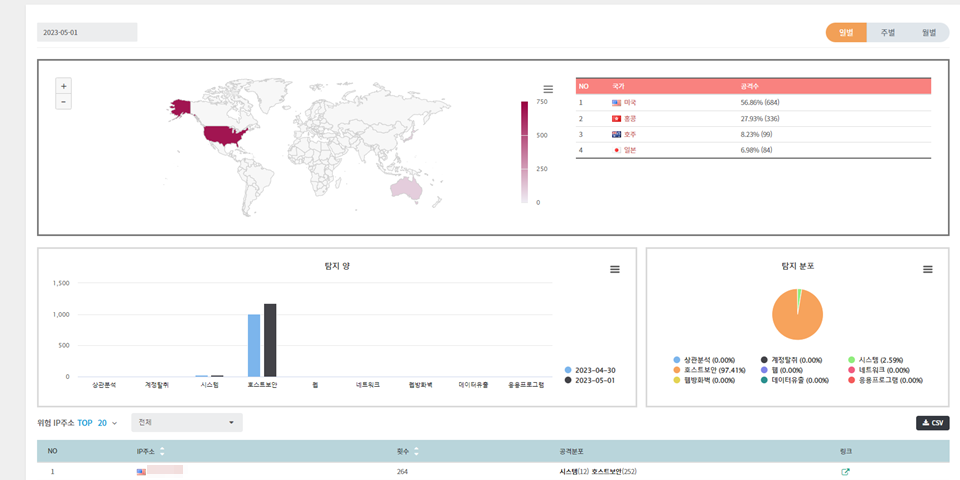 2023-05-01
일별 주별 월별
+
-
750
500
250
0
NO 국가 공격수
1 미국 56.86% (684)
2 홍콩 27.93% (336)
3 호주 8.23% (99)
4 일본 6.98% (84)
탐지 양
1,500
1,000
500
0
상관분석 계정탈취 시스템 호스트보안 웹 네트워크 웹방화벽 데이터유출 응용프로그램
2023-04-30
2023-05-01
탐지 분포
상관분석 (0.00%) 계정탈취 (0.00%) 시스템 (2.59%)
호스트보안 (97.41%) 웹 (0.00%) 네트워크 (0.00%)
웹방화벽 (0.00%) 데이터유출 (0.00%) 응용프로그램 (0.00%)
위험 IP주소 TOP 20 전체 CSV
NO IP주소 횟수 공격분포 링크
1 264 시스템(12) 호스트보안(252)